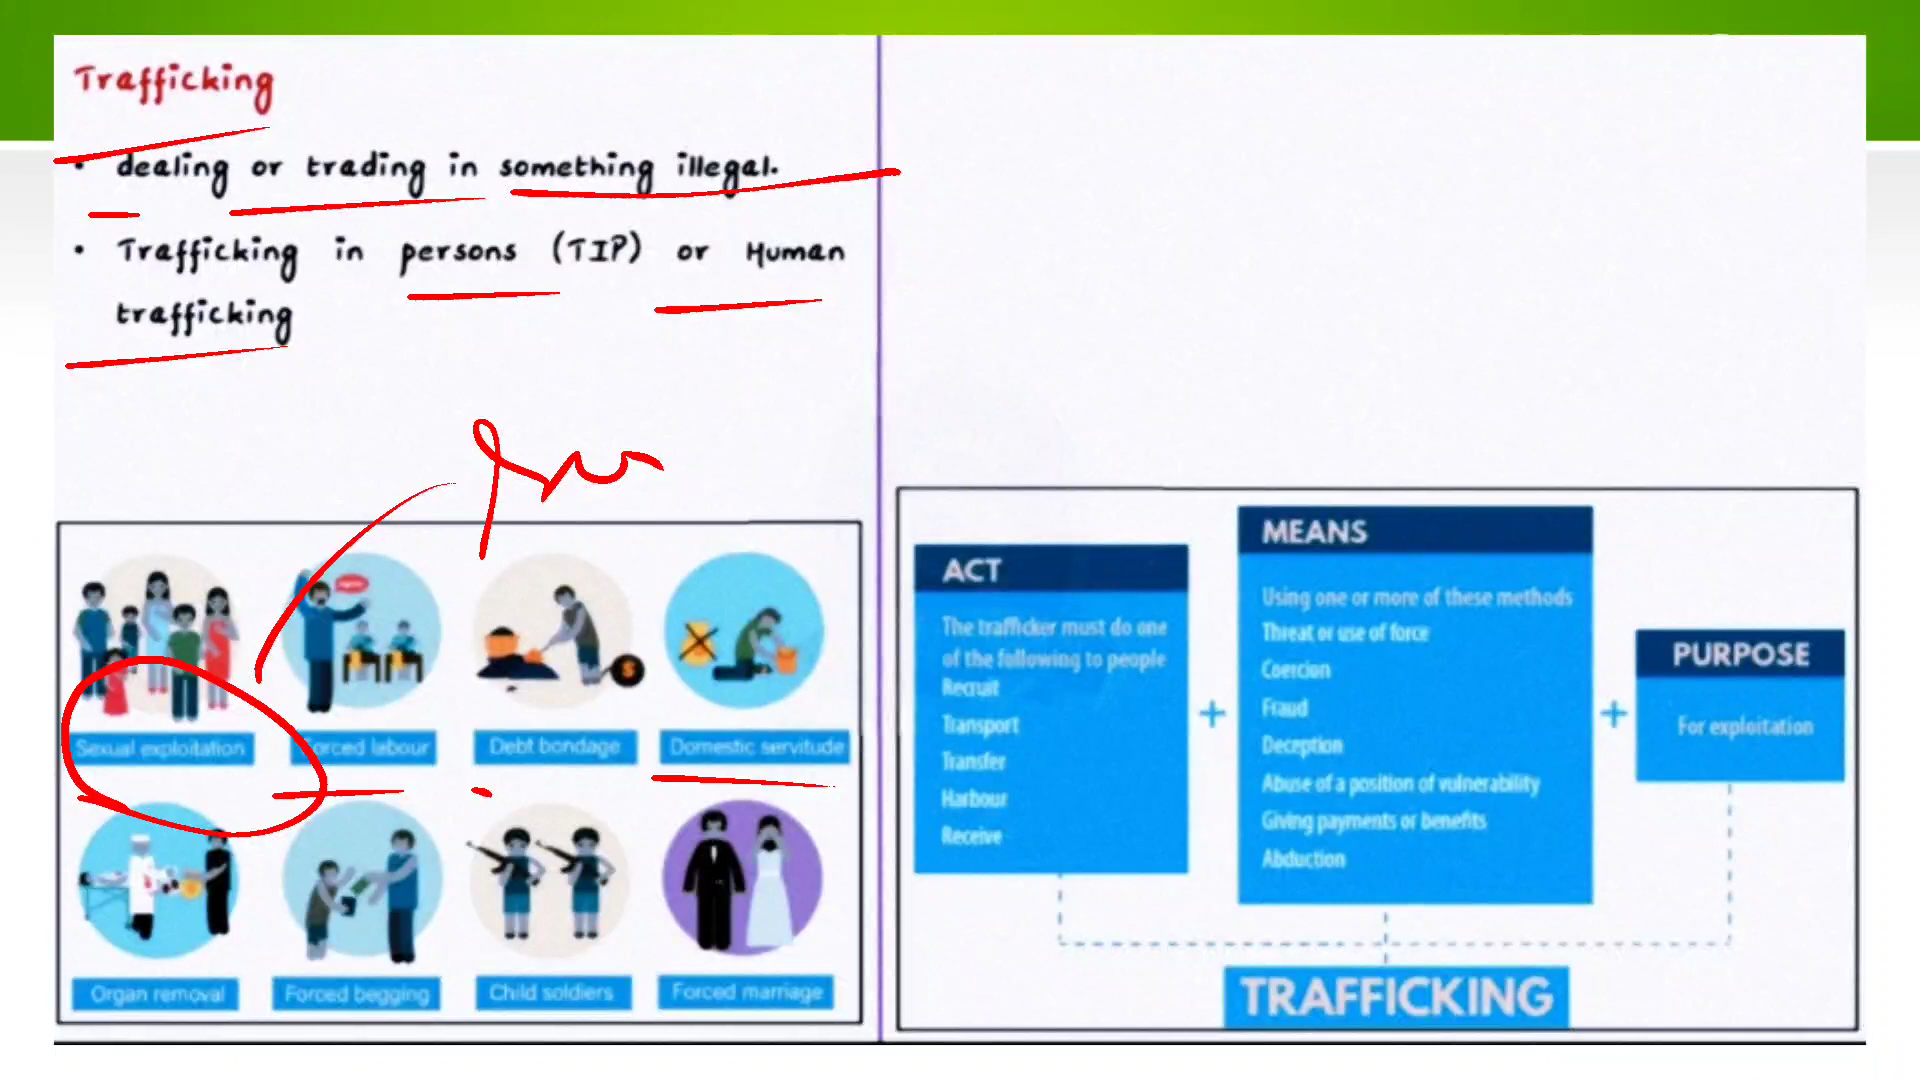 Trafficking
• dealing or trading in something illegal.
• Trafficking in persons (TIP) or Human
trafficking
Sexual exploitation
Forced labour
Debt bondage
Domestic servitude
Organ removal
Forced begging
Child soldiers
Forced marriage
ACT
The trafficker must do one
of the following to people
Recruit
Transport
Transfer
Harbour
Receive
+
MEANS
Using one or more of these methods
Threat or use of force
Coercion
Fraud
Deception
Abuse of a position of vulnerability
Giving payments or benefits
Abduction
+
PURPOSE
For exploitation
TRAFFICKING